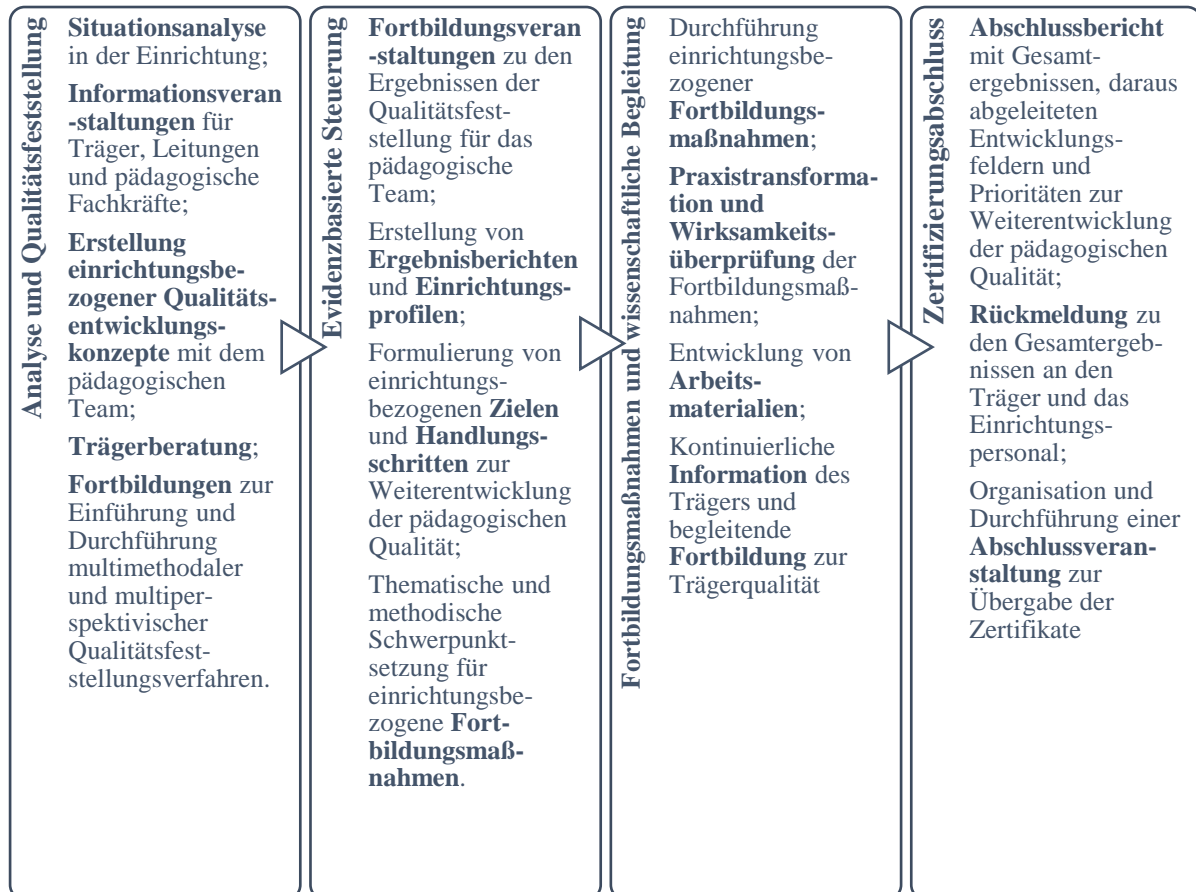 Analyse und Qualitätsfeststellung
Situationsanalyse
in der Einrichtung;
Informationsveran
-staltungen für
Träger, Leitungen
und pädagogische
Fachkräfte;
Erstellung
einrichtungsbe-
zogener Qualitäts-
entwicklungs-
konzepte mit dem
pädagogischen
Team;
Trägerberatung;
Fortbildungen zur
Einführung und
Durchführung
multimethodaler
und multiper-
spektivischer
Qualitätsfest-
stellungsverfahren.
Evidenzbasierte Steuerung
Fortbildungsveran
-staltungen zu den
Ergebnissen der
Qualitätsfest-
stellung für das
pädagogische
Team;
Erstellung von
Ergebnisberichten
und Einrichtungs-
profilen;
Formulierung von
einrichtungs-
bezogenen Zielen
und Handlungs-
schritten zur
Weiterentwicklung
der pädagogischen
Qualität;
Thematische und
methodische
Schwerpunkt-
setzung für
einrichtungsbe-
zogene Fort-
bildungsmaß-
nahmen.
Fortbildungsmaßnahmen und wissenschaftliche Begleitung
Durchführung
einrichtungsbe-
zogener
Fortbildungs-
maßnahmen;
Praxistransforma-
tion und
Wirksamkeits-
überprüfung der
Fortbildungsmaß-
nahmen;
Entwicklung von
Arbeits-
materialien;
Kontinuierliche
Information des
Trägers und
begleitende
Fortbildung zur
Trägerqualität
Zertifizierungsabschluss
Abschlussbericht
mit Gesamt-
ergebnissen, daraus
abgeleiteten
Entwicklungs-
feldern und
Prioritäten zur
Weiterentwicklung
der pädagogischen
Qualität;
Rückmeldung zu
den Gesamtergeb-
nissen an den
Träger und das
Einrichtungs-
personal;
Organisation und
Durchführung einer
Abschlussveran-
staltung zur
Übergabe der
Zertifikate